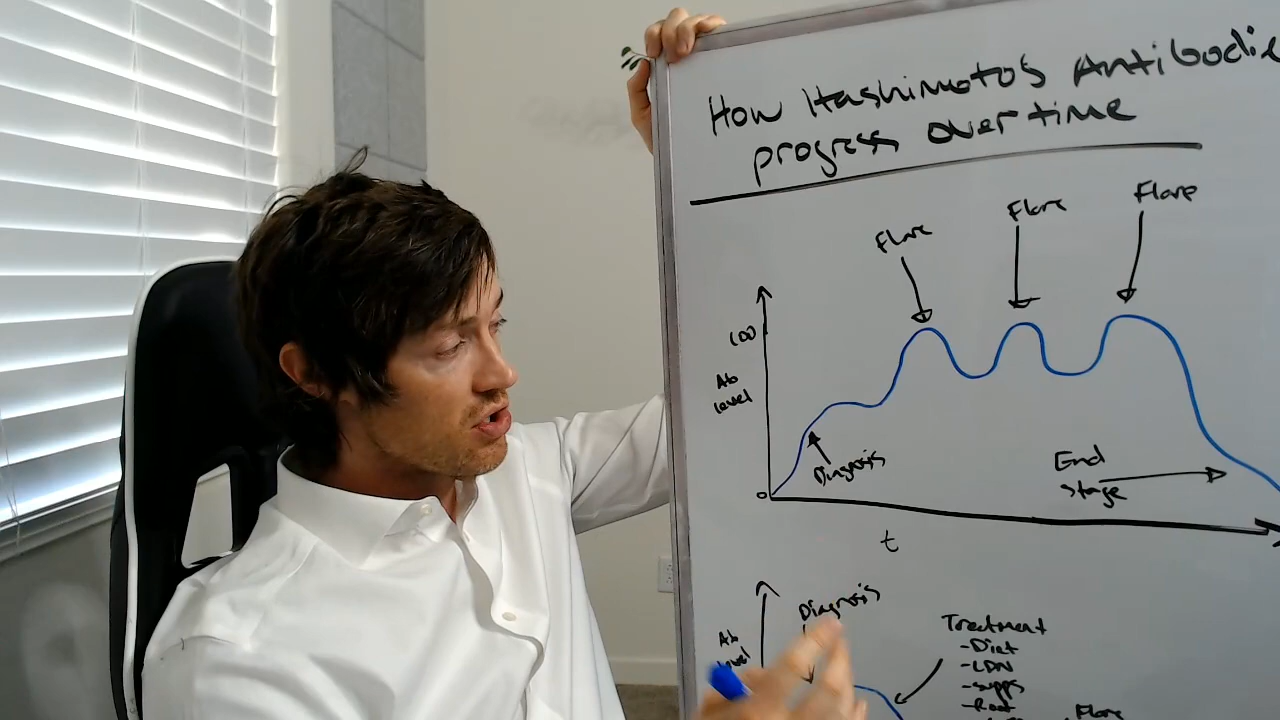 How Hashimoto's Antibodie
progress over time
Flare
Flare
Flare
100
Ab
level
Diagnosis
End
stage
0
t
Diagnosis
Ab
level
Treatment
-Diet
-LDN
-supps
-Root
Flare